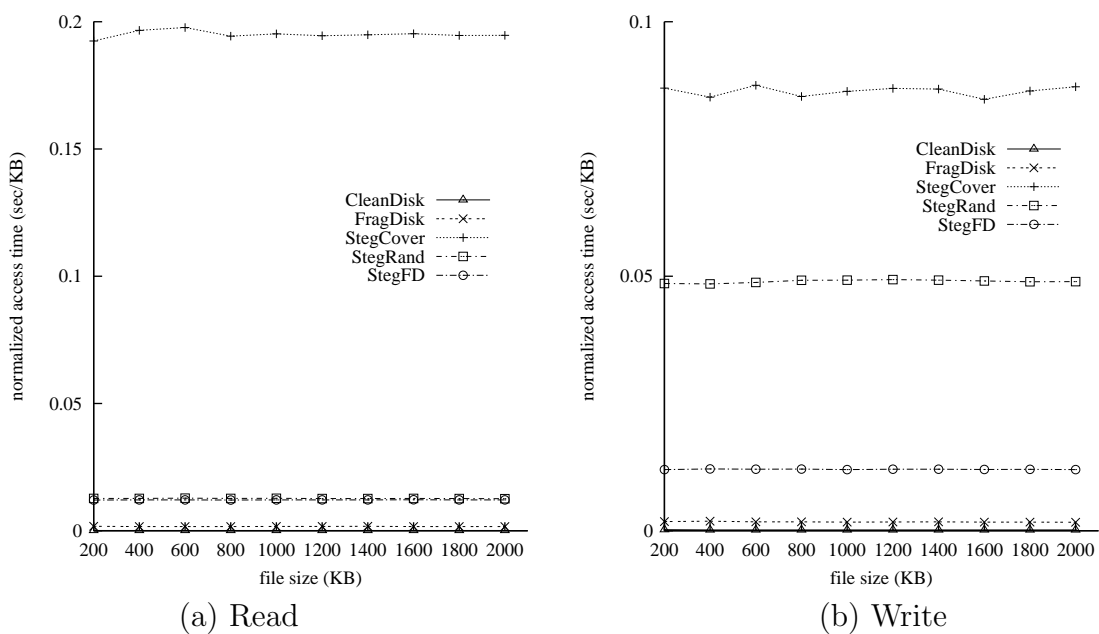 0.2
0.15
0.1
0.05
0
normalized access time (sec/KB)
CleanDisk
FragDisk
StegCover
StegRand
StegFD
200 400 600 800 1000 1200 1400 1600 1800 2000
file size (KB)
(a) Read
0.1
0.05
0
normalized access time (sec/KB)
CleanDisk
FragDisk
StegCover
StegRand
StegFD
200 400 600 800 1000 1200 1400 1600 1800 2000
file size (KB)
(b) Write